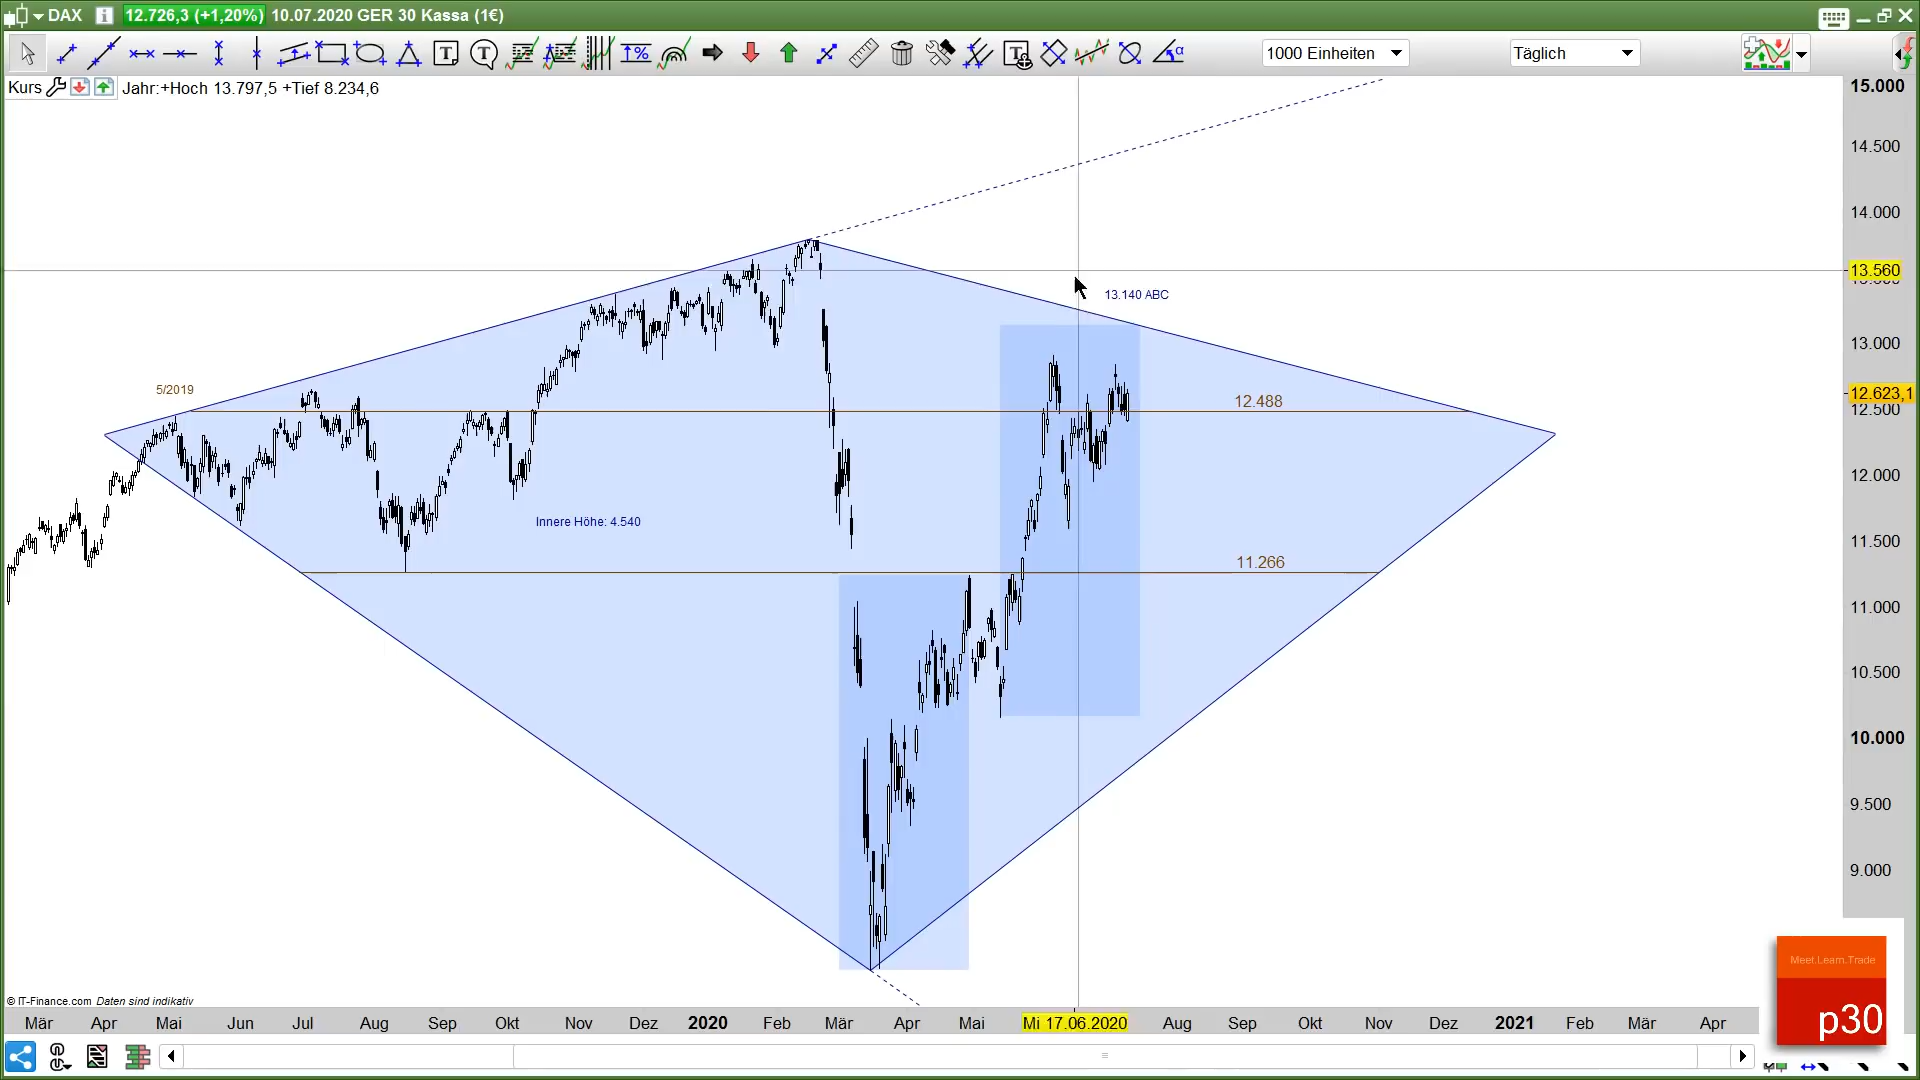 DAX 12.726,3 (+1,20%) 10.07.2020 GER 30 Kassa (1€)
1000 Einheiten
Täglich
Kurs Jahr:+Hoch 13.797,5 +Tief 8.234,6
15.000
14.500
14.000
13.560
13.140 ABC
13.000
5/2019
12.623,1
12.488
12.500
12.000
Innere Höhe: 4.540
11.500
11.266
11.000
10.500
10.000
9.500
9.000
Meet.Learn.Trade
p30
© IT-Finance.com Daten sind indikativ
Mär Apr Mai Jun Jul Aug Sep Okt Nov Dez 2020 Feb Mär Apr Mai Mi 17.06.2020 Aug Sep Okt Nov Dez 2021 Feb Mär Apr